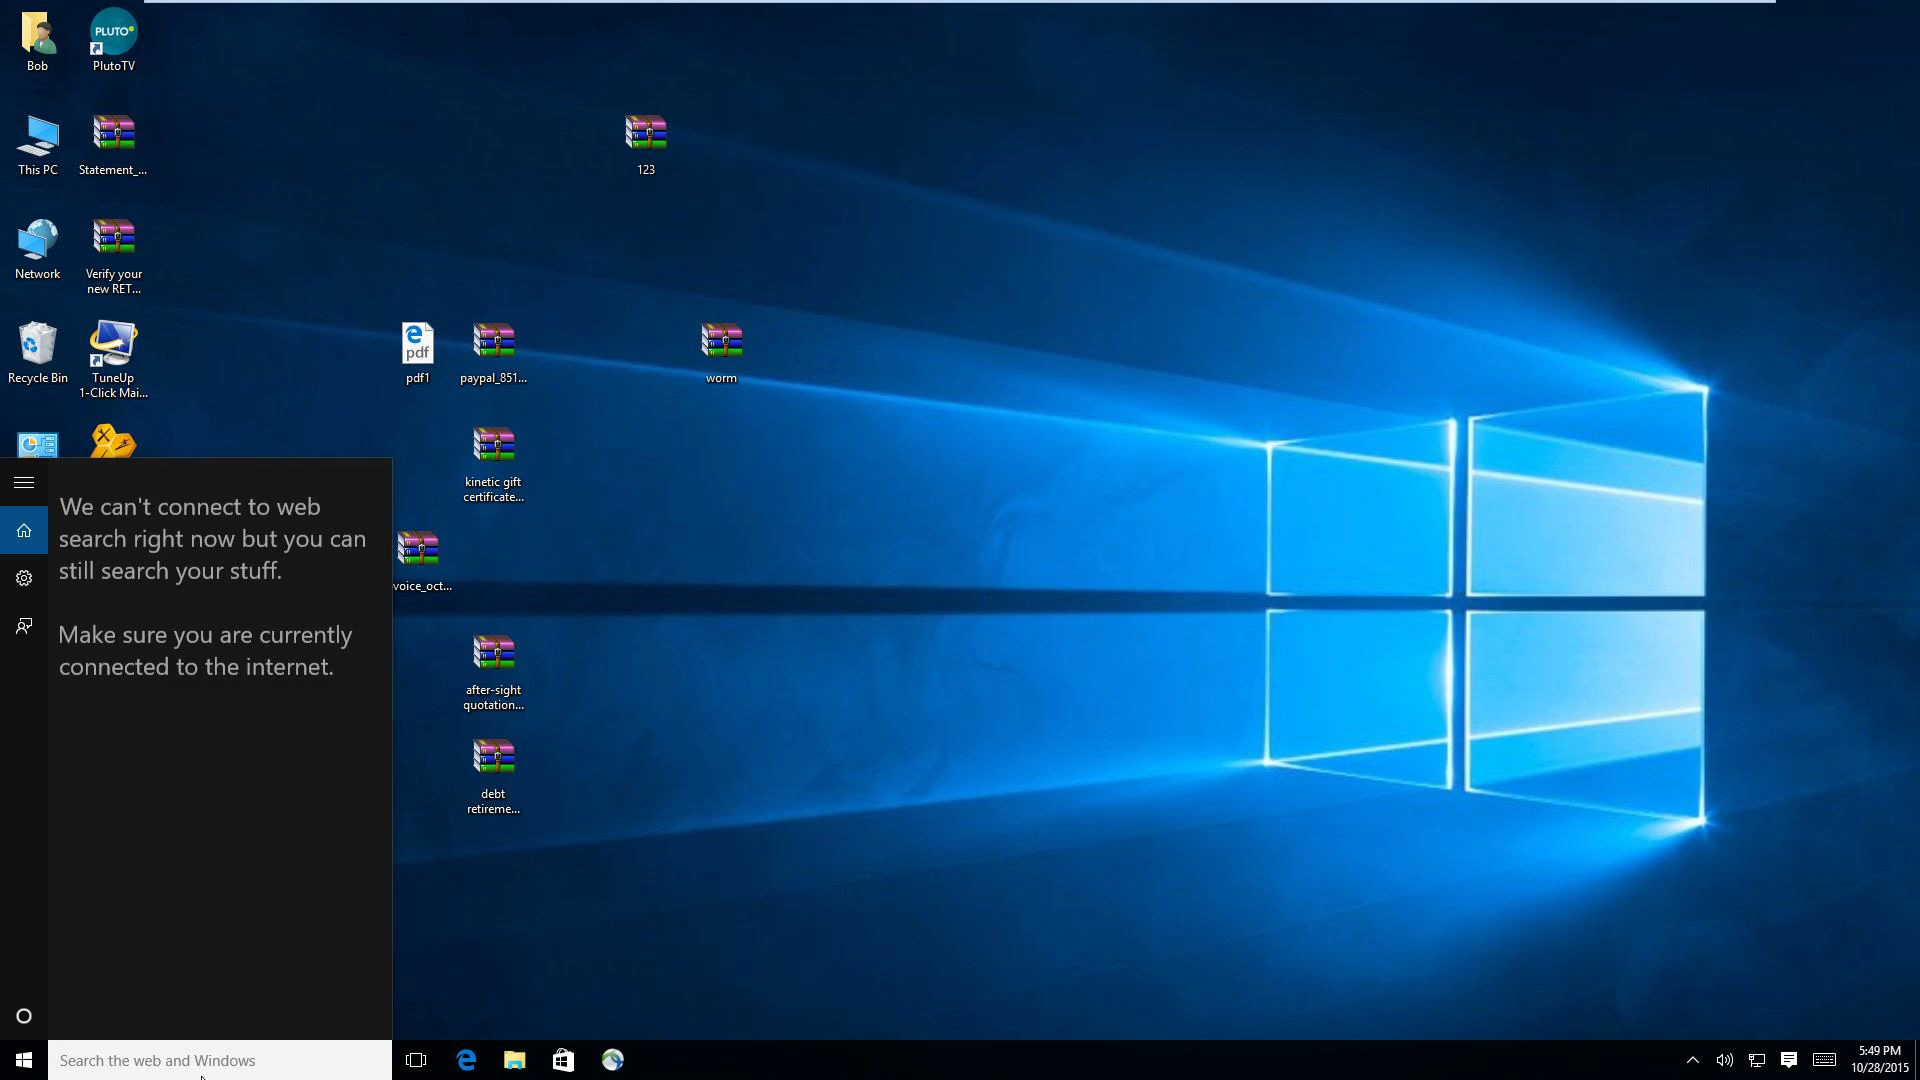 Bob
PLUTO
PlutoTV
This PC
Statement_...
123
Network
Verify your
new RET...
Recycle Bin
TuneUp
1-Click Mai...
pdf
pdf1
paypal_851...
worm
kinetic gift
certificate...
voice_oct...
after-sight
quotation...
debt
retireme...
We can't connect to web
search right now but you can
still search your stuff.
Make sure you are currently
connected to the internet.
Search the web and Windows
5:49 PM
10/28/2015